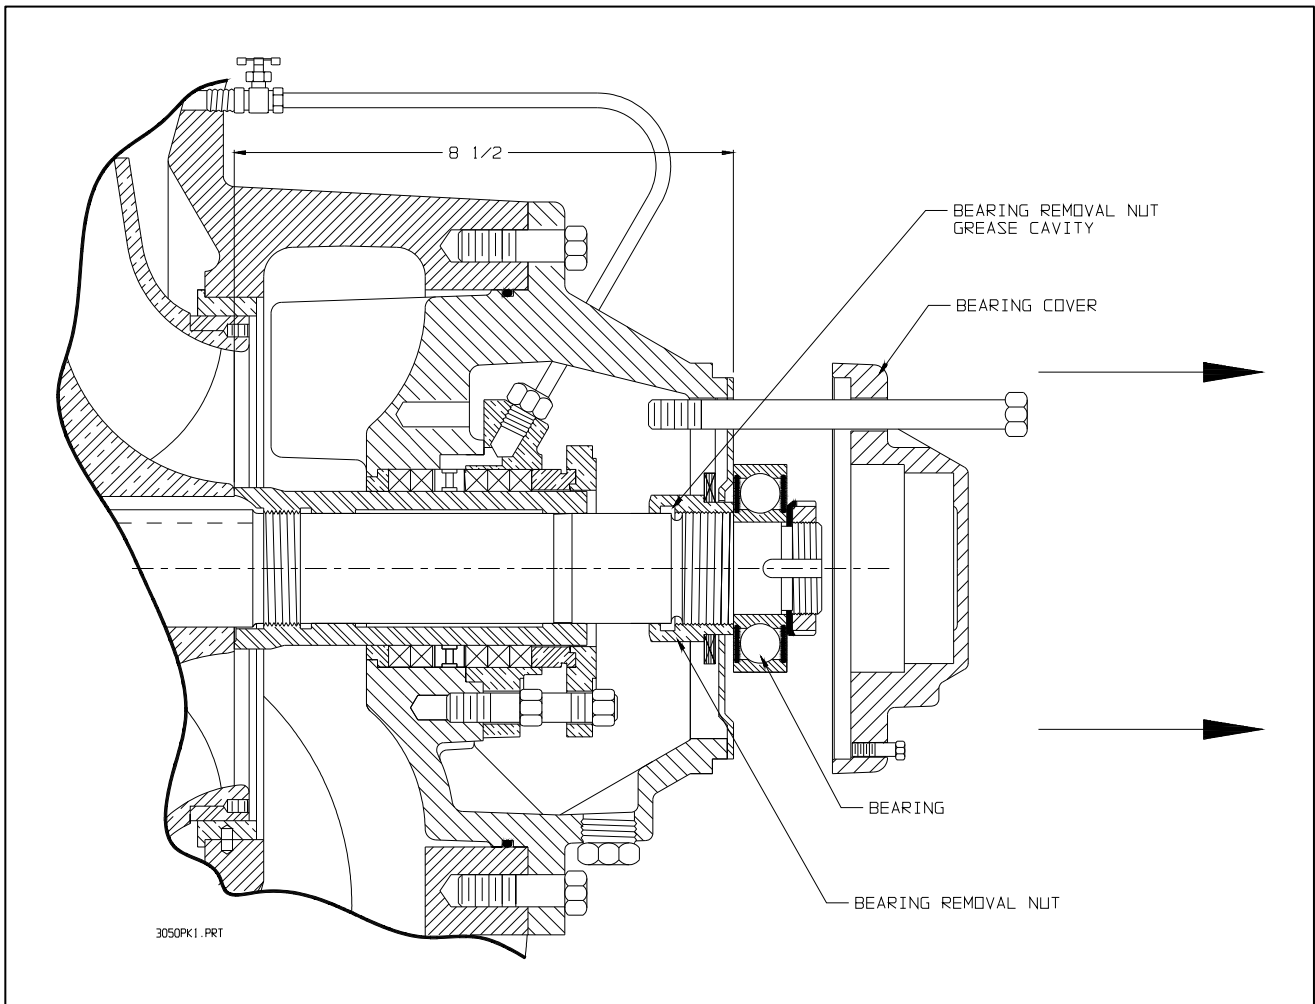 8 1/2
BEARING REMOVAL NUT
GREASE CAVITY
BEARING COVER
BEARING
BEARING REMOVAL NUT
3050PK1.PRT